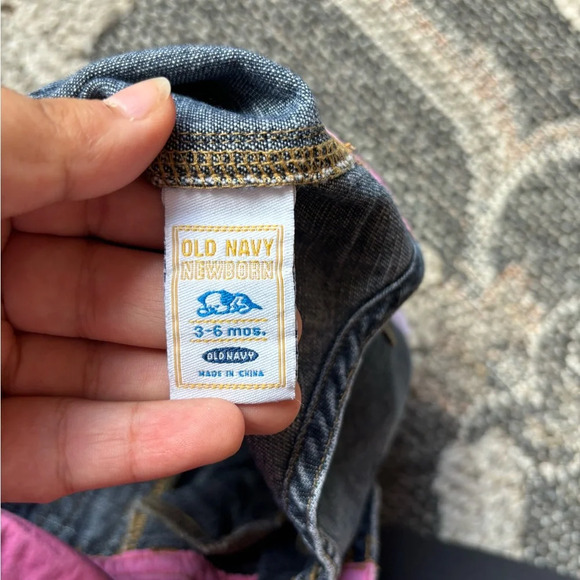 OLD NAVY
NEWBORN
3-6 mos.
OLD NAVY
MADE IN CHINA